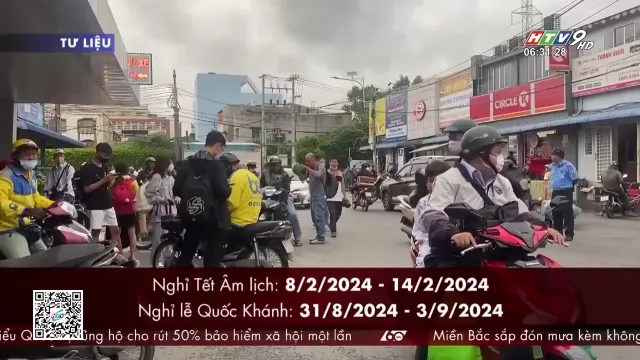 TƯ LIỆU
HTV9 HD
06:31:28
CIRCLE K
Nghỉ Tết Âm lịch: 8/2/2024 - 14/2/2024
Nghỉ lễ Quốc Khánh: 31/8/2024 - 3/9/2024
hộ cho rút 50% bảo hiểm xã hội một lần
60
Miền Bắc sắp đón mưa kèm không